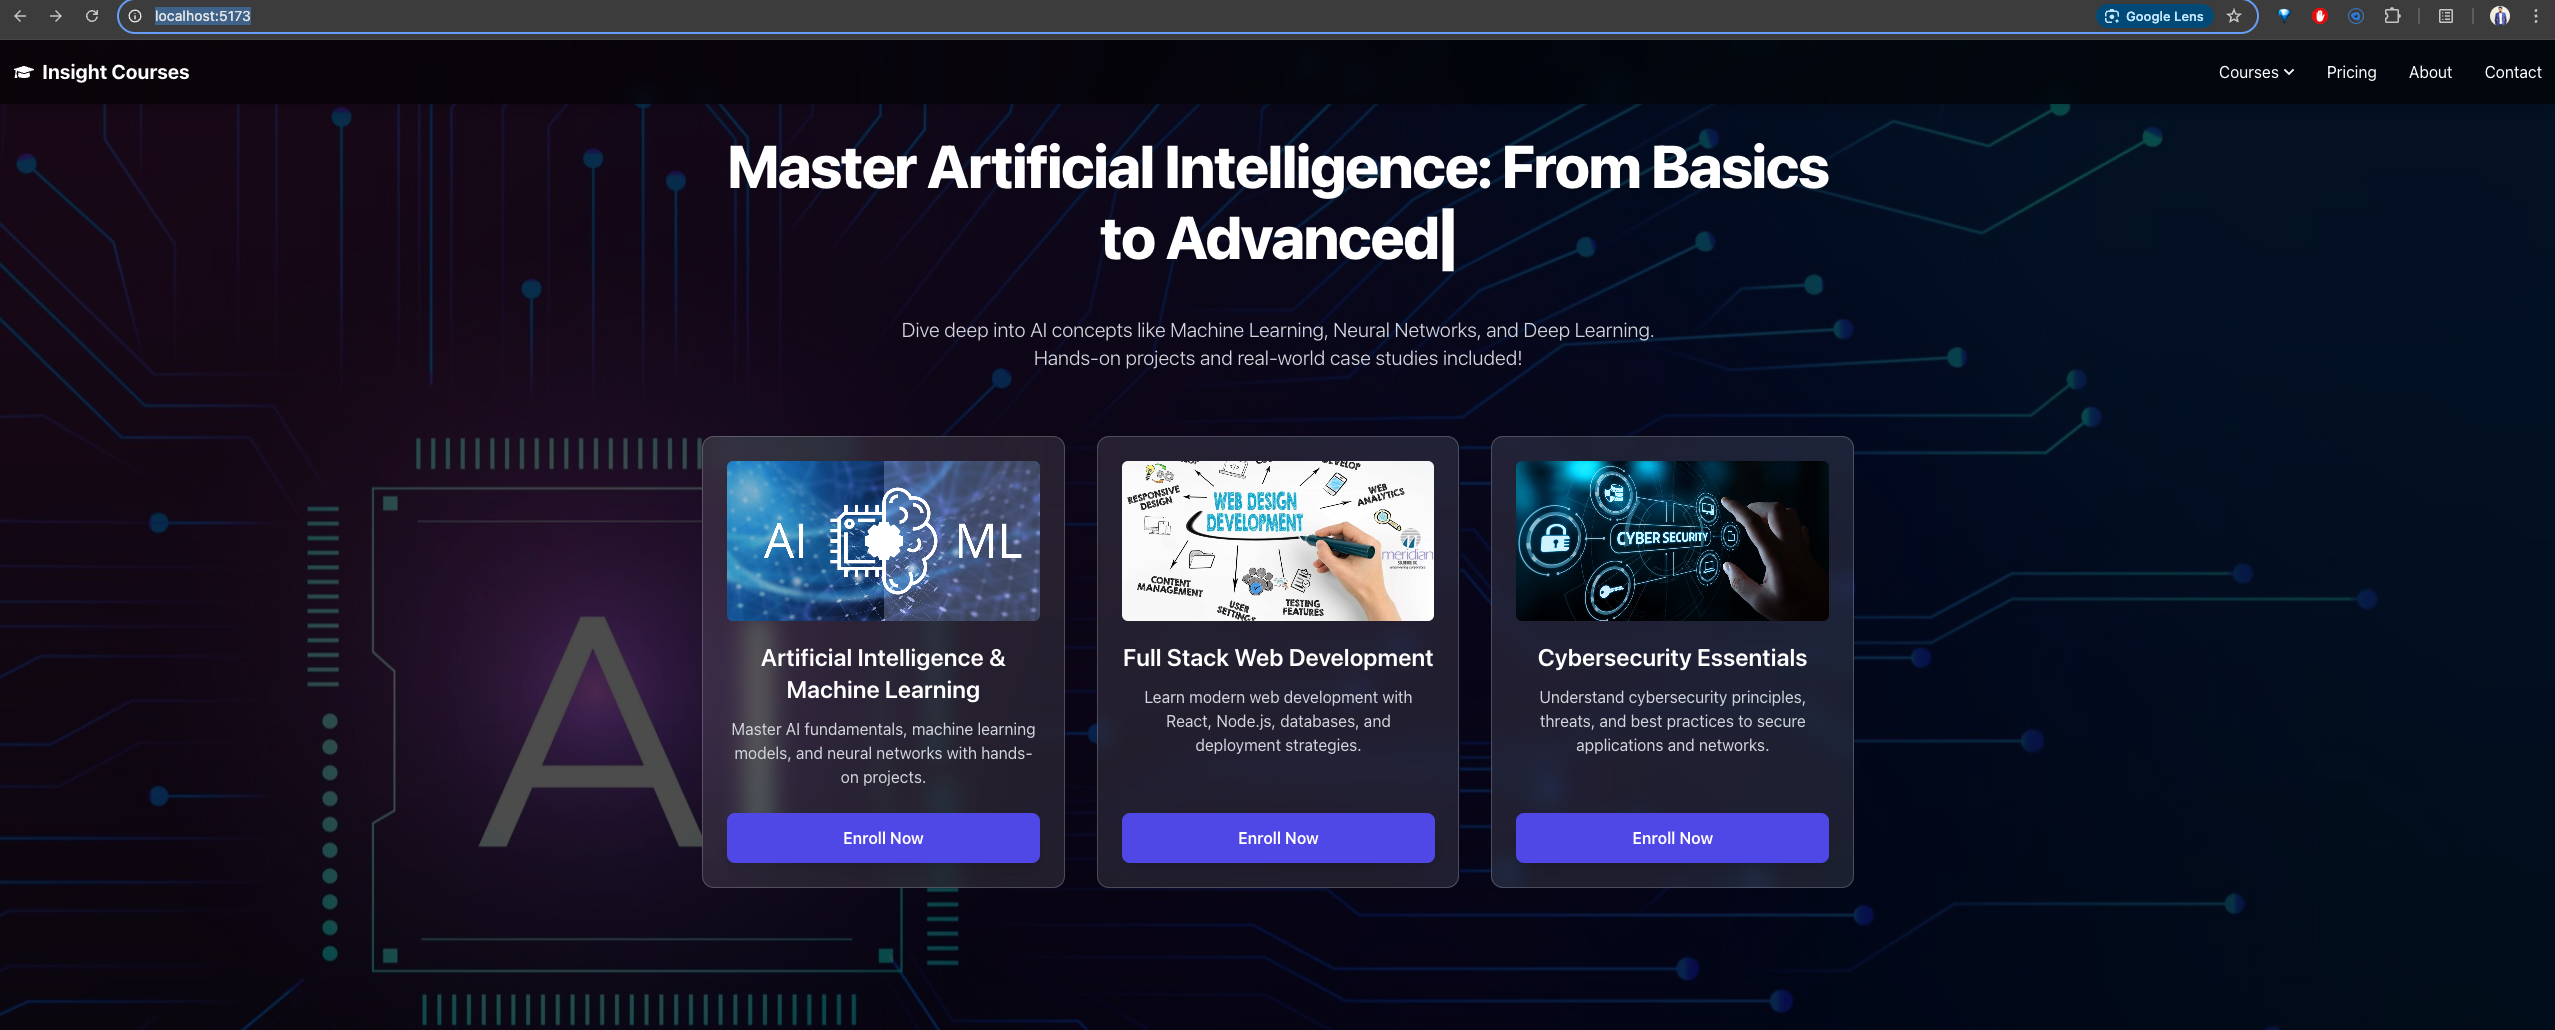 localhost:5173
Google Lens
Insight Courses
Courses
Pricing
About
Contact
Master Artificial Intelligence: From Basics
to Advanced|
Dive deep into AI concepts like Machine Learning, Neural Networks, and Deep Learning.
Hands-on projects and real-world case studies included!
A
AI
ML
Artificial Intelligence &
Machine Learning
Master AI fundamentals, machine learning
models, and neural networks with hands-
on projects.
Enroll Now
DEVELOP
RESPONSIVE
DESIGN
WEB
ANALYTICS
WEB DESIGN
DEVELOPMENT
meridian
CONTENT
MANAGEMENT
USER
SETTINGS
TESTING
FEATURES
Full Stack Web Development
Learn modern web development with
React, Node.js, databases, and
deployment strategies.
Enroll Now
CYBER SECURITY
Cybersecurity Essentials
Understand cybersecurity principles,
threats, and best practices to secure
applications and networks.
Enroll Now